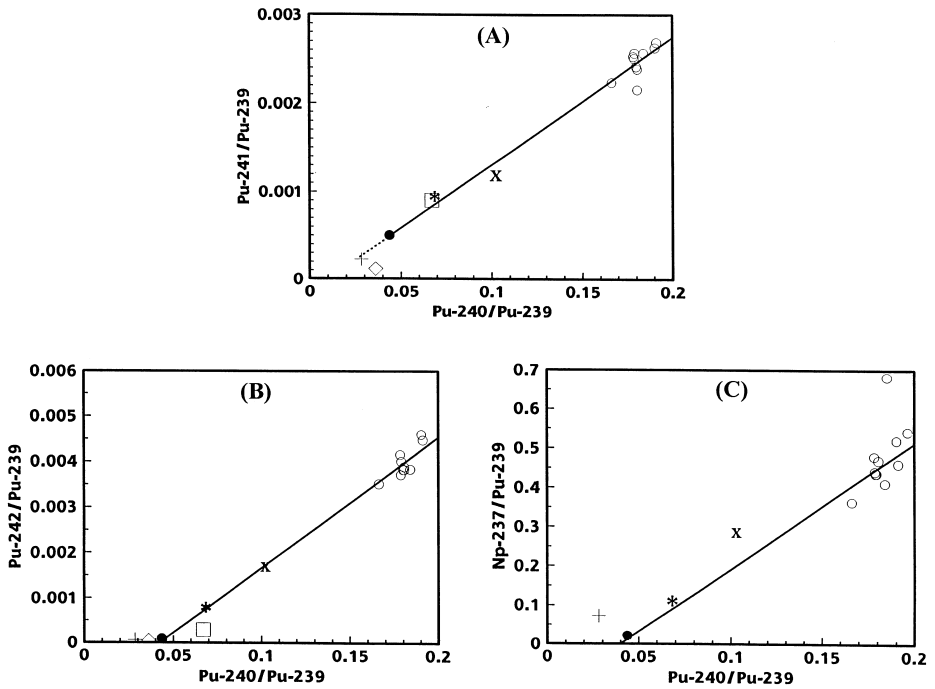 (A)
0.003
0.002
0.001
0
Pu-241/Pu-239
x
*
0 0.05 0.1 0.15 0.2
Pu-240/Pu-239
(B)
0.006
0.005
0.004
0.003
0.002
0.001
0
Pu-242/Pu-239
x
*
0 0.05 0.1 0.15 0.2
Pu-240/Pu-239
(C)
0.7
0.6
0.5
0.4
0.3
0.2
0.1
0
Np-237/Pu-239
x
*
0 0.05 0.1 0.15 0.2
Pu-240/Pu-239